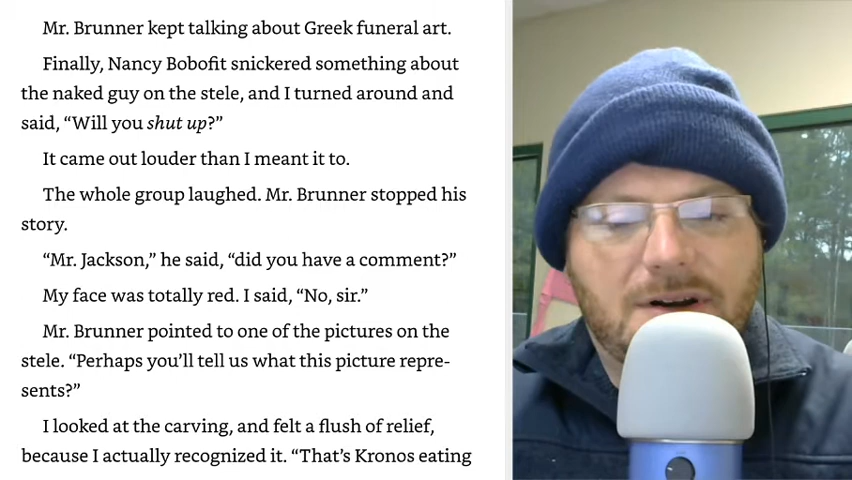 Mr. Brunner kept talking about Greek funeral art.
Finally, Nancy Bobofit snickered something about
the naked guy on the stele, and I turned around and
said, “Will you shut up?”
It came out louder than I meant it to.
The whole group laughed. Mr. Brunner stopped his
story.
“Mr. Jackson,” he said, “did you have a comment?”
My face was totally red. I said, “No, sir.”
Mr. Brunner pointed to one of the pictures on the
stele. “Perhaps you’ll tell us what this picture repre-
sents?”
I looked at the carving, and felt a flush of relief,
because I actually recognized it. “That’s Kronos eating